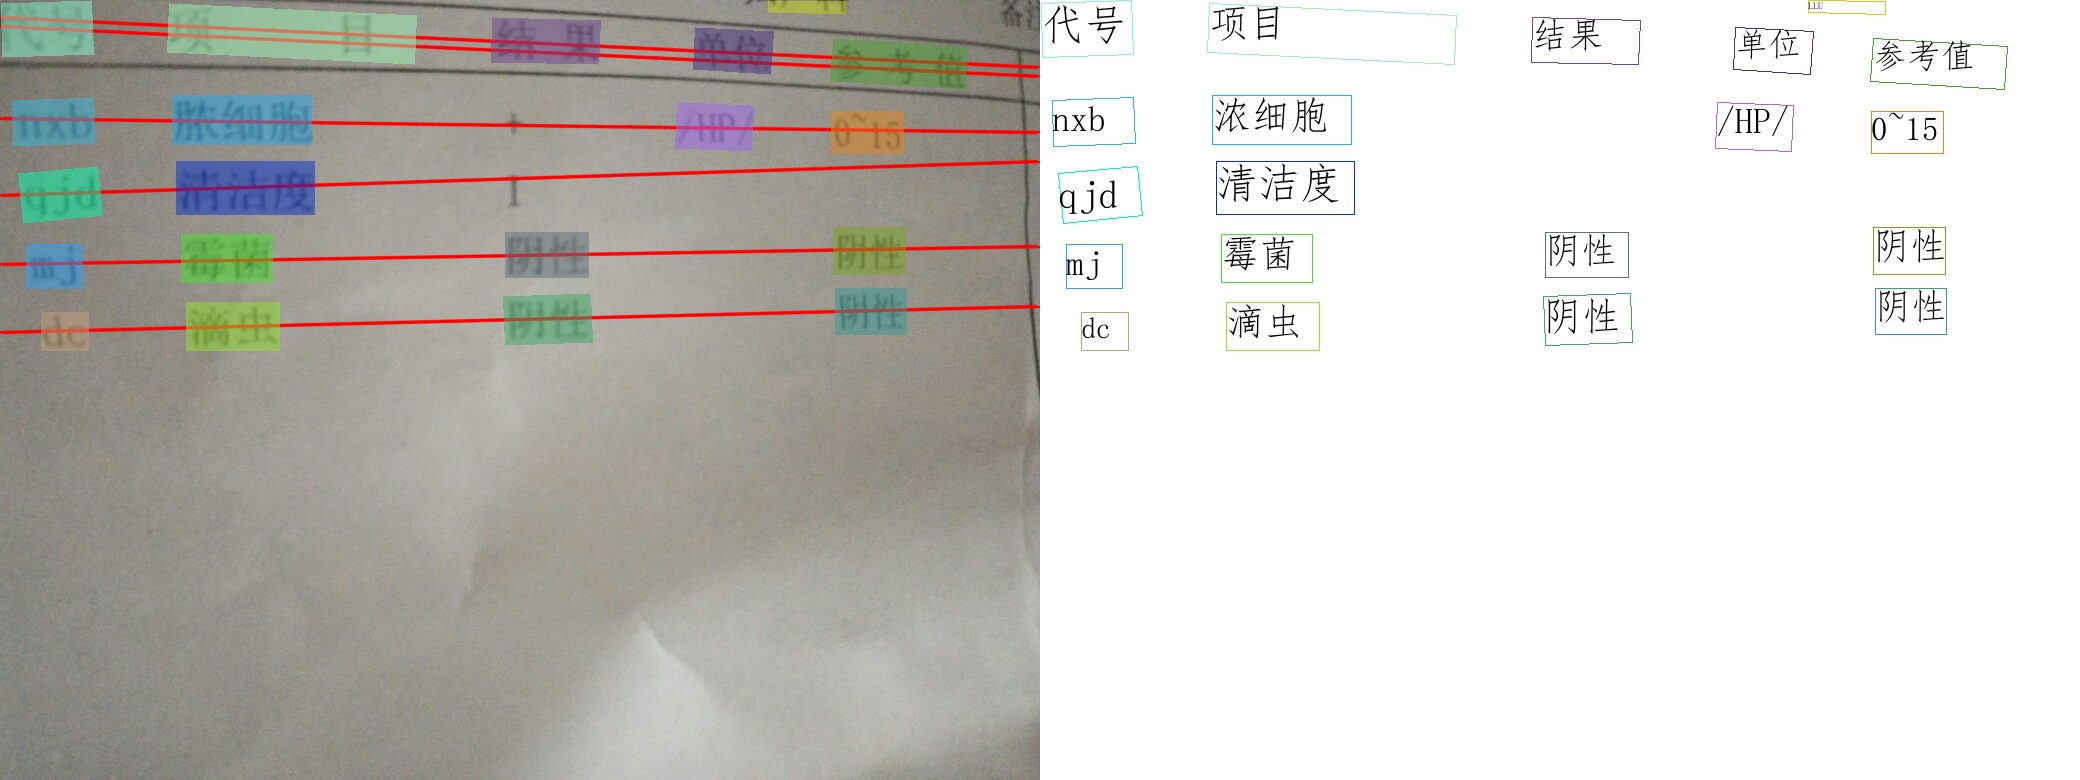 代号 项目 结果 单位 参考值
nxb 脓细胞 + /HP/ 0~15
qjd 清洁度 I
mj 霉菌 阴性 阴性
dc 滴虫 阴性 阴性
代号 项目 结果 单位 参考值
nxb 浓细胞 /HP/ 0~15
qjd 清洁度
mj 霉菌 阴性 阴性
dc 滴虫 阴性 阴性